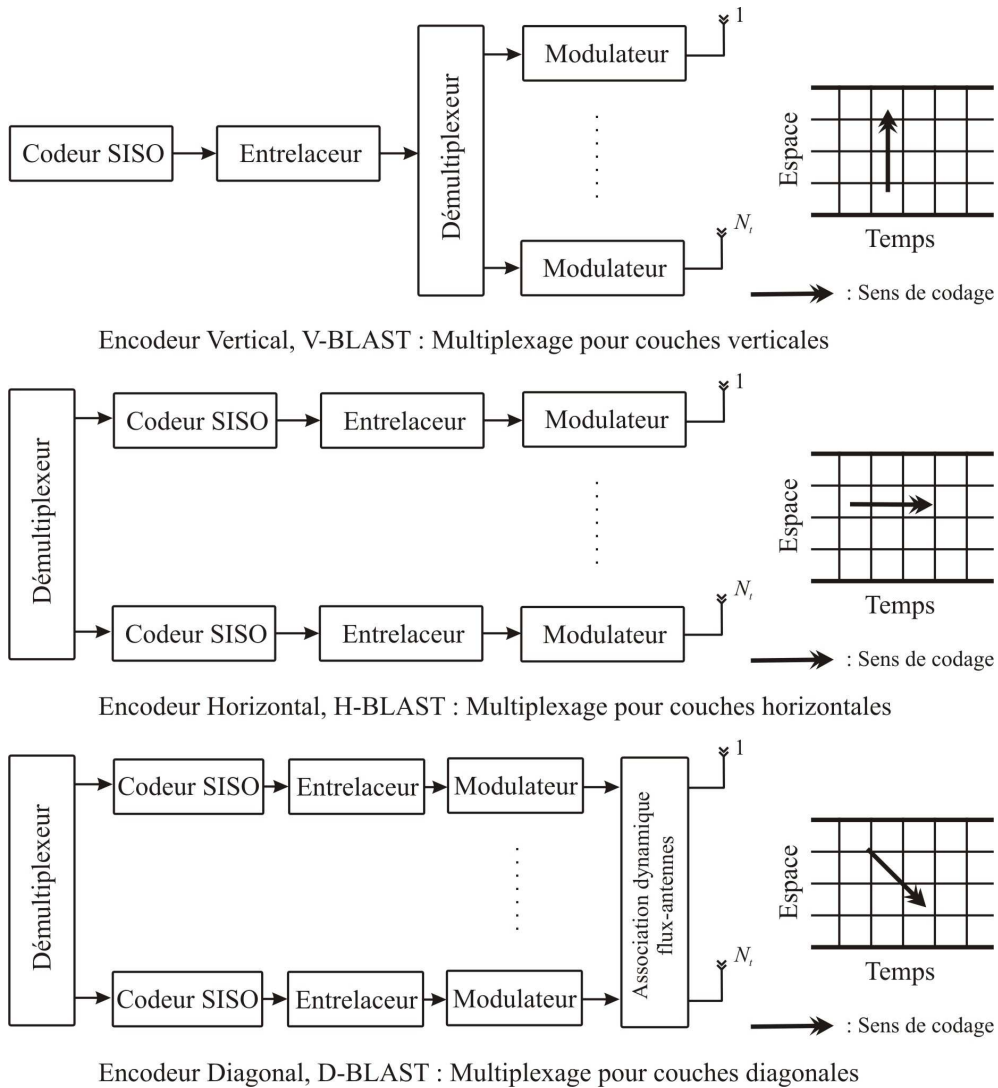 1
Modulateur
Codeur SISO
Entrelaceur
Démultiplexeur
N_t
Modulateur
Espace
Temps
: Sens de codage
Encodeur Vertical, V-BLAST : Multiplexage pour couches verticales
1
Démultiplexeur
Codeur SISO
Entrelaceur
Modulateur
N_t
Codeur SISO
Entrelaceur
Modulateur
Espace
Temps
: Sens de codage
Encodeur Horizontal, H-BLAST : Multiplexage pour couches horizontales
1
Démultiplexeur
Codeur SISO
Entrelaceur
Modulateur
Association dynamique
flux-antennes
N_t
Codeur SISO
Entrelaceur
Modulateur
Espace
Temps
: Sens de codage
Encodeur Diagonal, D-BLAST : Multiplexage pour couches diagonales